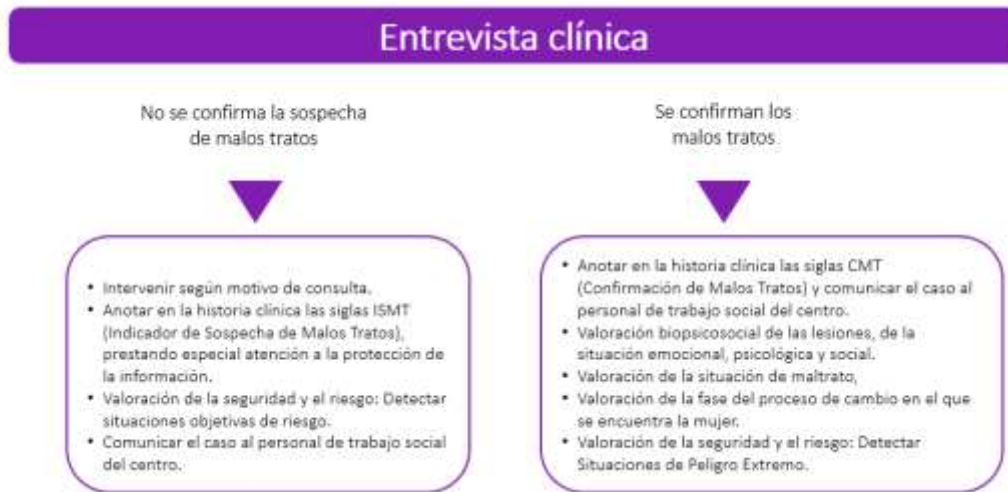 Entrevista clínica
No se confirma la sospecha
de malos tratos
• Intervenir según motivo de consulta.
• Anotar en la historia clínica las siglas ISMT
(Indicador de Sospecha de Malos Tratos),
prestando especial atención a la protección de
la información.
• Valoración de la seguridad y el riesgo: Detectar
situaciones objetivas de riesgo.
• Comunicar el caso al personal de trabajo social
del centro.
Se confirman los
malos tratos
• Anotar en la historia clínica las siglas CMT
(Confirmación de Malos Tratos) y comunicar el caso al
personal de trabajo social del centro.
• Valoración biopsicosocial de las lesiones, de la
situación emocional, psicológica y social.
• Valoración de la situación de maltrato,
• Valoración de la fase del proceso de cambio en el que
se encuentra la mujer.
• Valoración de la seguridad y el riesgo: Detectar
Situaciones de Peligro Extremo.